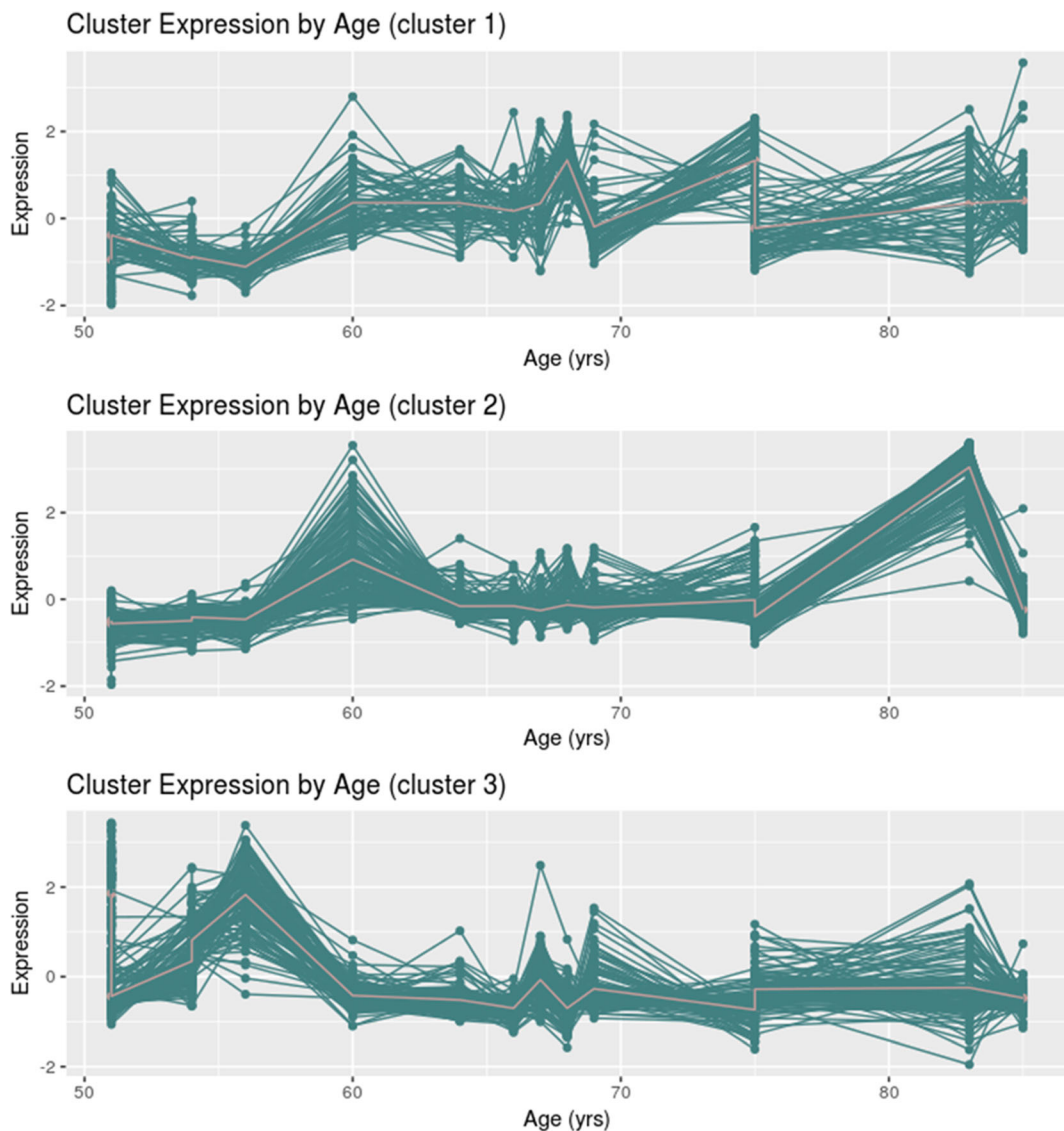 Cluster Expression by Age (cluster 1)
Expression
2
0
-2
50 60 70 80
Age (yrs)
Cluster Expression by Age (cluster 2)
Expression
2
0
-2
50 60 70 80
Age (yrs)
Cluster Expression by Age (cluster 3)
Expression
2
0
-2
50 60 70 80
Age (yrs)